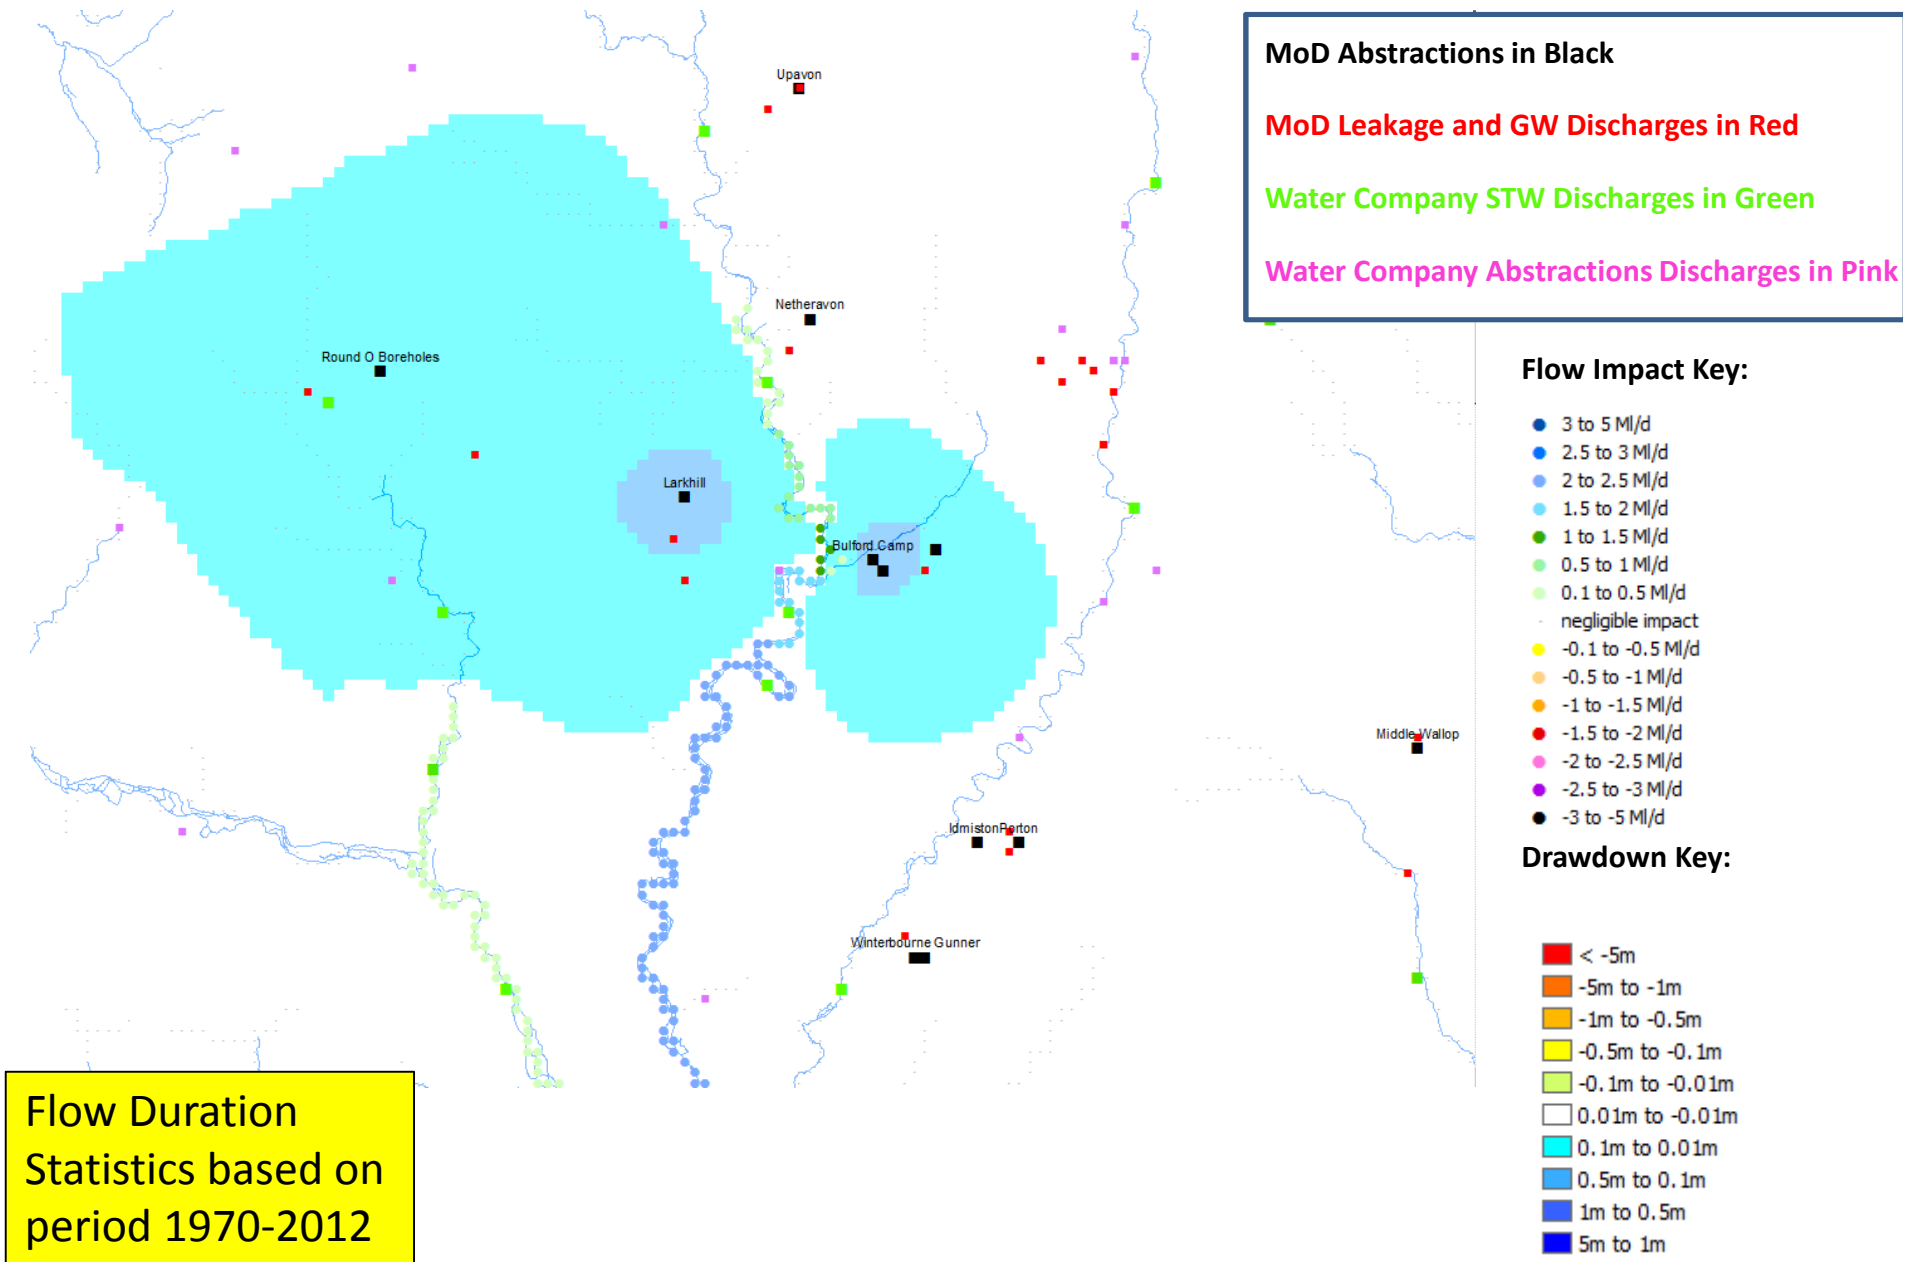 Upavon
Netheravon
Round O Boreholes
Larkhill
Bulford Camp
Middle Wallop
IdmistonPorton
Winterbourne Gunner
MoD Abstractions in Black
MoD Leakage and GW Discharges in Red
Water Company STW Discharges in Green
Water Company Abstractions Discharges in Pink
Flow Impact Key:
3 to 5 Ml/d
2.5 to 3 Ml/d
2 to 2.5 Ml/d
1.5 to 2 Ml/d
1 to 1.5 Ml/d
0.5 to 1 Ml/d
0.1 to 0.5 Ml/d
negligible impact
-0.1 to -0.5 Ml/d
-0.5 to -1 Ml/d
-1 to -1.5 Ml/d
-1.5 to -2 Ml/d
-2 to -2.5 Ml/d
-2.5 to -3 Ml/d
-3 to -5 Ml/d
Drawdown Key:
< -5m
-5m to -1m
-1m to -0.5m
-0.5m to -0.1m
-0.1m to -0.01m
0.01m to -0.01m
0.1m to 0.01m
0.5m to 0.1m
1m to 0.5m
5m to 1m
Flow Duration
Statistics based on
period 1970-2012